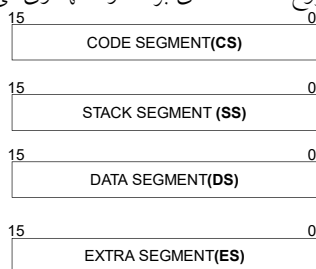 15 0
CODE SEGMENT(CS)
15 0
STACK SEGMENT (SS)
15 0
DATA SEGMENT(DS)
15 0
EXTRA SEGMENT(ES)